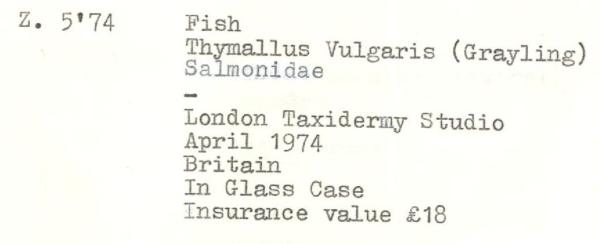 Z. 5'74 Fish
Thymallus Vulgaris (Grayling)
Salmonidae
-
London Taxidermy Studio
April 1974
Britain
In Glass Case
Insurance value £18